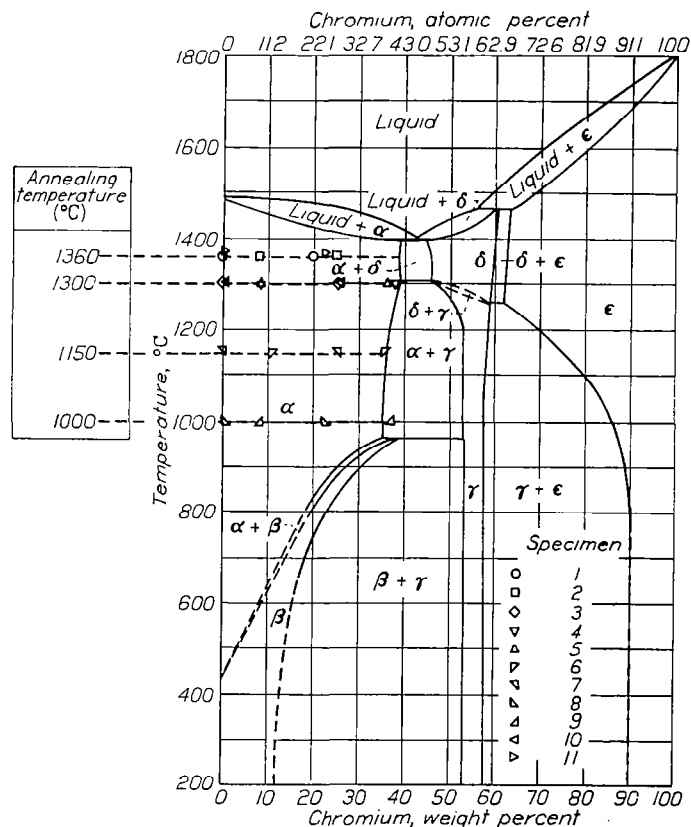 Chromium, atomic percent
0 11.2 22.1 32.7 43.0 53.1 62.9 72.6 81.9 91.1 100
1800
Liquid
1600
Liquid + ε
Annealing temperature (°C)
Liquid + δ
Liquid + α
1400
1360
α + δ
δ
δ + ε
1300
ε
δ + γ
1200
1150
α + γ
1000
1000
α
Temperature, °C
γ
γ + ε
800
α + β
Specimen
1
2
β + γ
600
3
β
4
5
6
400
7
8
9
10
11
200
0 10 20 30 40 50 60 70 80 90 100
Chromium, weight percent